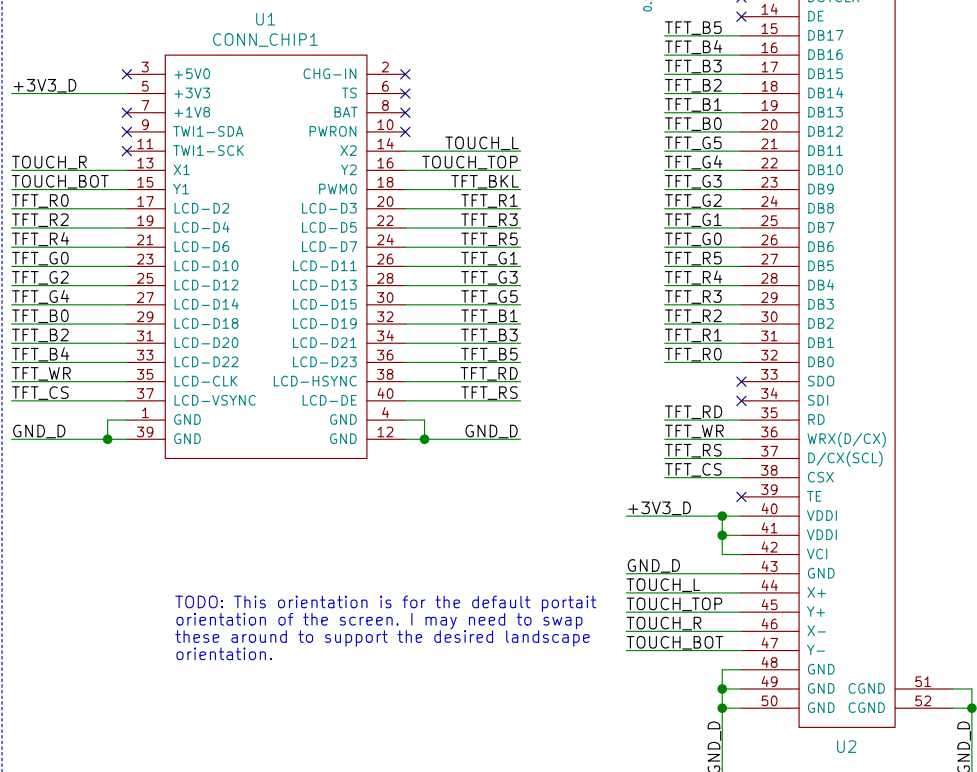 U1
CONN_CHIP1
3 +5V0 CHG-IN 2
+3V3_D 5 +3V3 TS 6
7 +1V8 BAT 8
9 TWI1-SDA PWRON 10
11 TWI1-SCK X2 14 TOUCH_L
TOUCH_R 13 X1 Y2 16 TOUCH_TOP
TOUCH_BOT 15 Y1 PWM0 18 TFT_BKL
TFT_R0 17 LCD-D2 LCD-D3 20 TFT_R1
TFT_R2 19 LCD-D4 LCD-D5 22 TFT_R3
TFT_R4 21 LCD-D6 LCD-D7 24 TFT_R5
TFT_G0 23 LCD-D10 LCD-D11 26 TFT_G1
TFT_G2 25 LCD-D12 LCD-D13 28 TFT_G3
TFT_G4 27 LCD-D14 LCD-D15 30 TFT_G5
TFT_B0 29 LCD-D18 LCD-D19 32 TFT_B1
TFT_B2 31 LCD-D20 LCD-D21 34 TFT_B3
TFT_B4 33 LCD-D22 LCD-D23 36 TFT_B5
TFT_WR 35 LCD-CLK LCD-HSYNC 38 TFT_RD
TFT_CS 37 LCD-VSYNC LCD-DE 40 TFT_RS
1 GND GND 4
GND_D 39 GND GND 12 GND_D
TODO: This orientation is for the default portait
orientation of the screen. I may need to swap
these around to support the desired landscape
orientation.
14 DE
TFT_B5 15 DB17
TFT_B4 16 DB16
TFT_B3 17 DB15
TFT_B2 18 DB14
TFT_B1 19 DB13
TFT_B0 20 DB12
TFT_G5 21 DB11
TFT_G4 22 DB10
TFT_G3 23 DB9
TFT_G2 24 DB8
TFT_G1 25 DB7
TFT_G0 26 DB6
TFT_R5 27 DB5
TFT_R4 28 DB4
TFT_R3 29 DB3
TFT_R2 30 DB2
TFT_R1 31 DB1
TFT_R0 32 DB0
33 SDO
34 SDI
TFT_RD 35 RD
TFT_WR 36 WRX(D/CX)
TFT_RS 37 D/CX(SCL)
TFT_CS 38 CSX
39 TE
+3V3_D 40 VDDI
41 VDDI
42 VCI
GND_D 43 GND
TOUCH_L 44 X+
TOUCH_TOP 45 Y+
TOUCH_R 46 X-
TOUCH_BOT 47 Y-
48 GND
49 GND CGND 51
50 GND CGND 52
GND_D
GND_D
U2